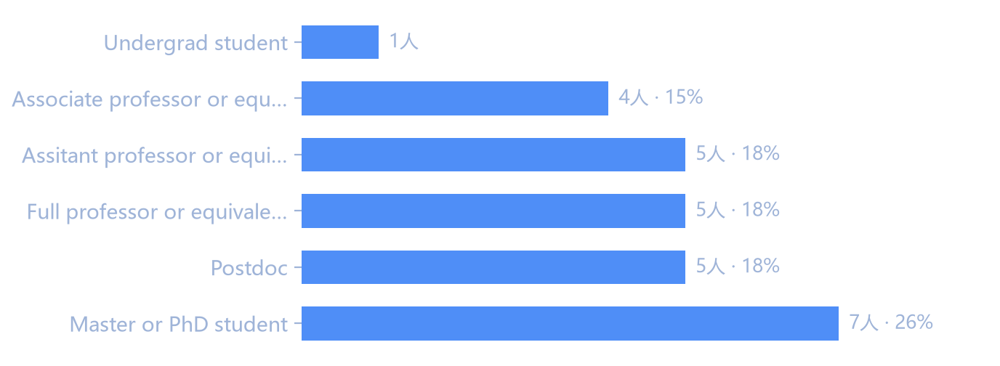 Undergrad student 1人
Associate professor or equ... 4人 · 15%
Assitant professor or equi... 5人 · 18%
Full professor or equivale... 5人 · 18%
Postdoc 5人 · 18%
Master or PhD student 7人 · 26%